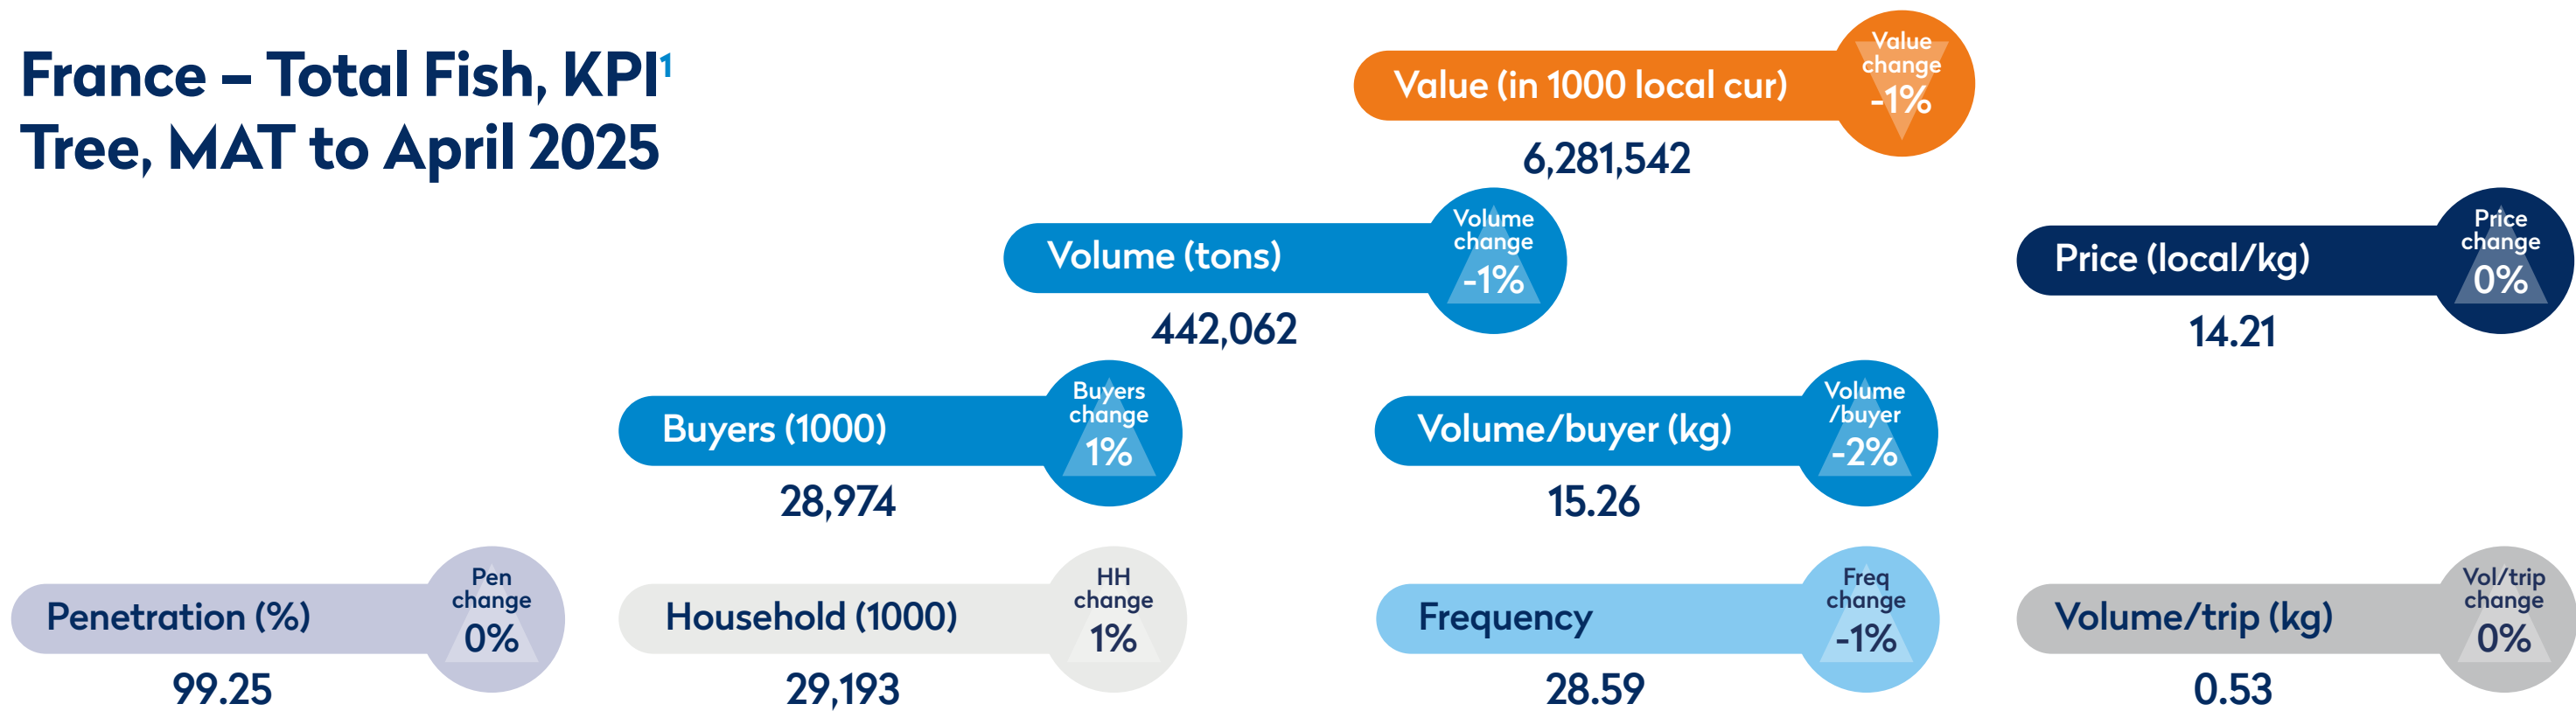 France – Total Fish, KPI¹
Tree, MAT to April 2025
Value (in 1000 local cur)
Value
change
-1%
6,281,542
Volume (tons)
Volume
change
-1%
442,062
Price (local/kg)
Price
change
0%
14.21
Buyers (1000)
Buyers
change
1%
28,974
Volume/buyer (kg)
Volume
/buyer
-2%
15.26
Penetration (%)
Pen
change
0%
99.25
Household (1000)
HH
change
1%
29,193
Frequency
Freq
change
-1%
28.59
Volume/trip (kg)
Vol/trip
change
0%
0.53